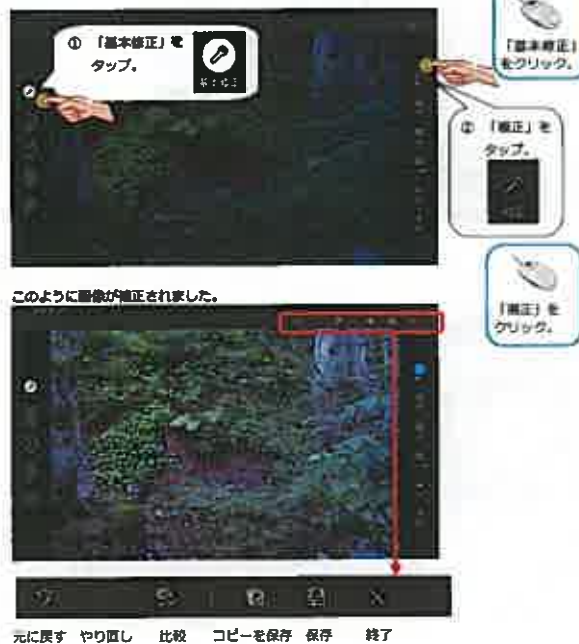 ① 「基本修正」を
タップ。
「基本修正」
をクリック。
② 「補正」を
タップ。
「補正」を
クリック。
このように画像が補正されました。
元に戻す やり直し 比較 コピーを保存 保存 終了